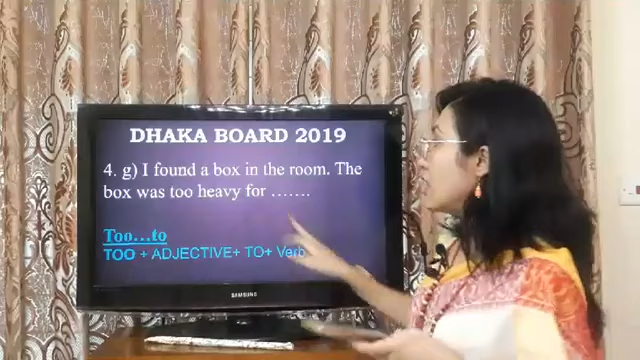 DHAKA BOARD 2019
4. g) I found a box in the room. The
box was too heavy for …….
Too…to
TOO + ADJECTIVE+ TO+ Verb
SAMSUNG